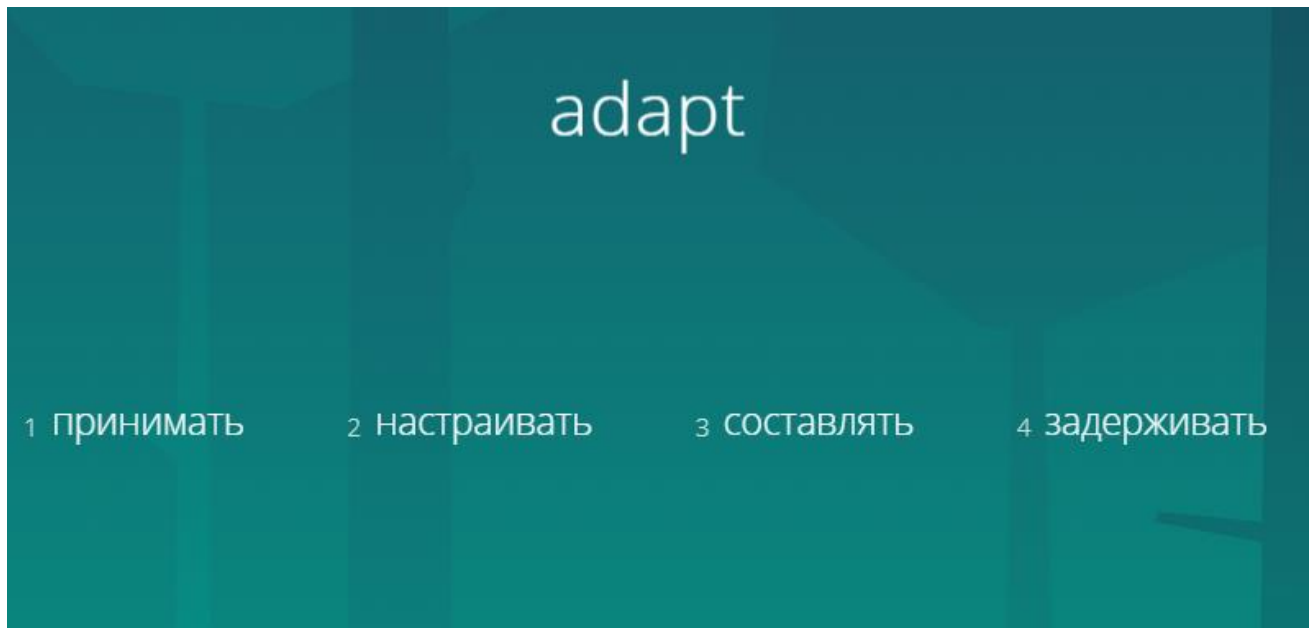 adapt
1 принимать 2 настраивать 3 составлять 4 задерживать